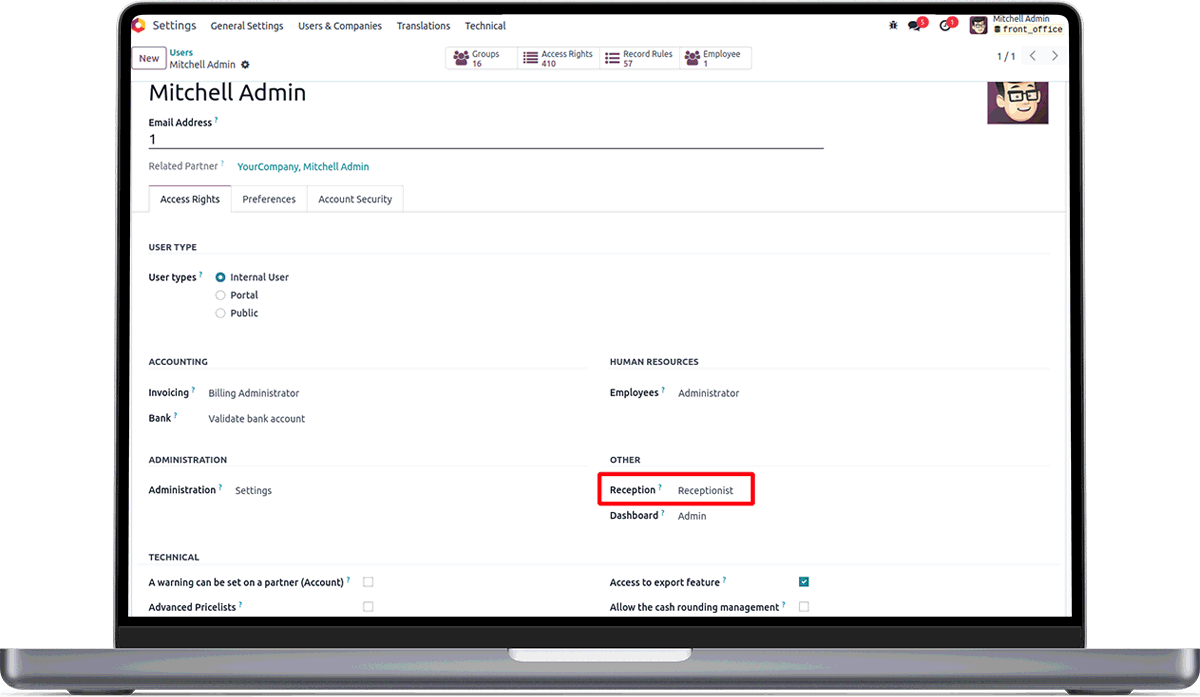 Settings General Settings Users & Companies Translations Technical 5 1 Mitchell Admin
front_office
New Users Groups 16 Access Rights 410 Record Rules 57 Employee 1 1 / 1
Mitchell Admin
Mitchell Admin
Email Address ?
1
Related Partner ? YourCompany, Mitchell Admin
Access Rights Preferences Account Security
USER TYPE
User types ? Internal User
Portal
Public
ACCOUNTING HUMAN RESOURCES
Invoicing ? Billing Administrator Employees ? Administrator
Bank ? Validate bank account
ADMINISTRATION OTHER
Administration ? Settings Reception ? Receptionist
Dashboard ? Admin
TECHNICAL
A warning can be set on a partner (Account) ? Access to export feature ?
Advanced Pricelists ? Allow the cash rounding management ?